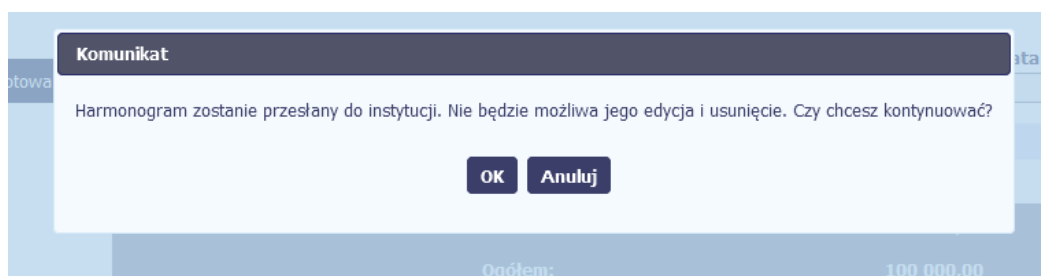 Komunikat
Harmonogram zostanie przesłany do instytucji. Nie będzie możliwa jego edycja i usunięcie. Czy chcesz kontynuować?
OK Anuluj
Ogółem: 100 000,00